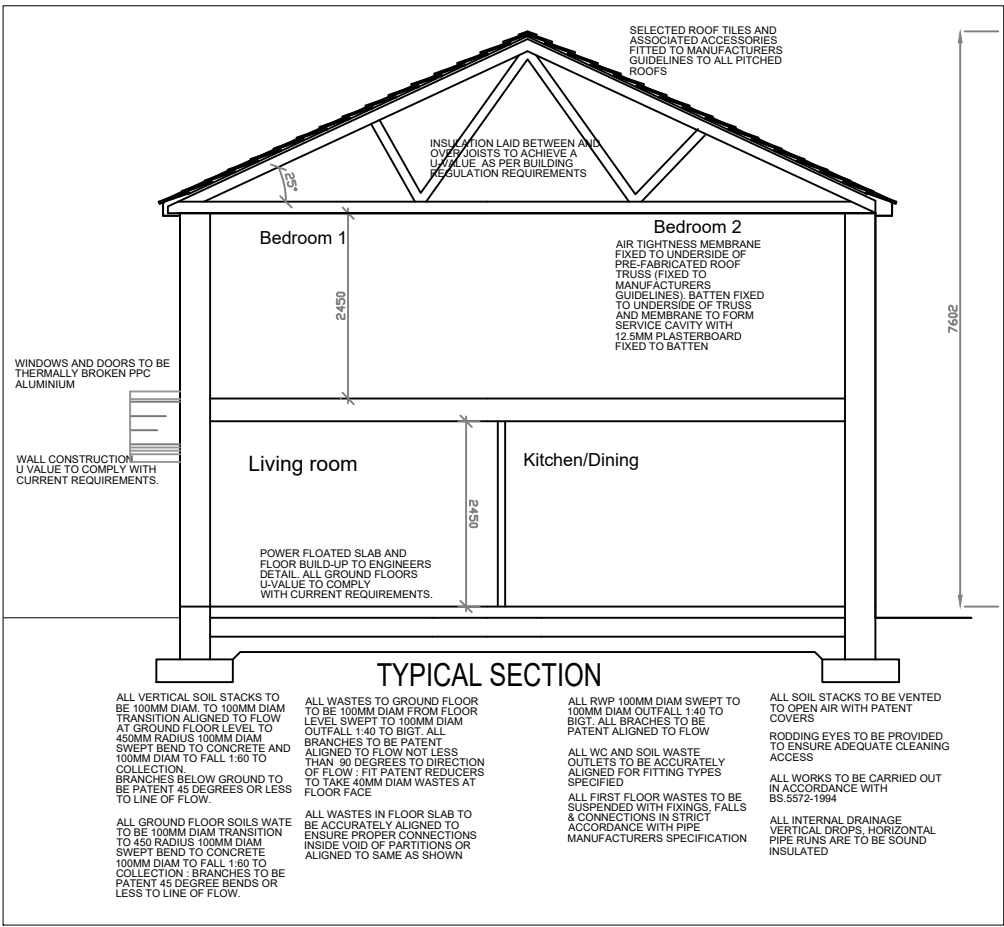 SELECTED ROOF TILES AND
ASSOCIATED ACCESSORIES
FITTED TO MANUFACTURERS
GUIDELINES TO ALL PITCHED
ROOFS
INSULATION LAID BETWEEN AND
OVER JOISTS TO ACHIEVE A
U-VALUE AS PER BUILDING
REGULATION REQUIREMENTS
25°
Bedroom 1
Bedroom 2
AIR TIGHTNESS MEMBRANE
FIXED TO UNDERSIDE OF
PRE-FABRICATED ROOF
TRUSS (FIXED TO
MANUFACTURERS
GUIDELINES). BATTEN FIXED
TO UNDERSIDE OF TRUSS
AND MEMBRANE TO FORM
SERVICE CAVITY WITH
12.5MM PLASTERBOARD
FIXED TO BATTEN
2450
7602
WINDOWS AND DOORS TO BE
THERMALLY BROKEN PPC
ALUMINIUM
WALL CONSTRUCTION
U VALUE TO COMPLY WITH
CURRENT REQUIREMENTS.
Living room
Kitchen/Dining
2450
POWER FLOATED SLAB AND
FLOOR BUILD-UP TO ENGINEERS
DETAIL. ALL GROUND FLOORS
U-VALUE TO COMPLY
WITH CURRENT REQUIREMENTS.
TYPICAL SECTION
ALL VERTICAL SOIL STACKS TO
BE 100MM DIAM. TO 100MM DIAM
TRANSITION ALIGNED TO FLOW
AT GROUND FLOOR LEVEL TO
450MM RADIUS 100MM DIAM
SWEPT BEND TO CONCRETE AND
100MM DIAM TO FALL 1:60 TO
COLLECTION.
BRANCHES BELOW GROUND TO
BE PATENT 45 DEGREES OR LESS
TO LINE OF FLOW.
ALL GROUND FLOOR SOILS WATE
TO BE 100MM DIAM TRANSITION
TO 450 RADIUS 100MM DIAM
SWEPT BEND TO CONCRETE
100MM DIAM TO FALL 1:60 TO
COLLECTION : BRANCHES TO BE
PATENT 45 DEGREE BENDS OR
LESS TO LINE OF FLOW.
ALL WASTES TO GROUND FLOOR
TO BE 100MM DIAM FROM FLOOR
LEVEL SWEPT TO 100MM DIAM
OUTFALL 1:40 TO BIGT. ALL
BRANCHES TO BE PATENT
ALIGNED TO FLOW NOT LESS
THAN 90 DEGREES TO DIRECTION
OF FLOW : FIT PATENT REDUCERS
TO TAKE 40MM DIAM WASTES AT
FLOOR FACE
ALL WASTES IN FLOOR SLAB TO
BE ACCURATELY ALIGNED TO
ENSURE PROPER CONNECTIONS
INSIDE VOID OF PARTITIONS OR
ALIGNED TO SAME AS SHOWN
ALL RWP 100MM DIAM SWEPT TO
100MM DIAM OUTFALL 1:40 TO
BIGT. ALL BRACHES TO BE
PATENT ALIGNED TO FLOW
ALL WC AND SOIL WASTE
OUTLETS TO BE ACCURATELY
ALIGNED FOR FITTING TYPES
SPECIFIED
ALL FIRST FLOOR WASTES TO BE
SUSPENDED WITH FIXINGS, FALLS
& CONNECTIONS IN STRICT
ACCORDANCE WITH PIPE
MANUFACTURERS SPECIFICATION
ALL SOIL STACKS TO BE VENTED
TO OPEN AIR WITH PATENT
COVERS
RODDING EYES TO BE PROVIDED
TO ENSURE ADEQUATE CLEANING
ACCESS
ALL WORKS TO BE CARRIED OUT
IN ACCORDANCE WITH
BS.5572-1994
ALL INTERNAL DRAINAGE
VERTICAL DROPS, HORIZONTAL
PIPE RUNS ARE TO BE SOUND
INSULATED